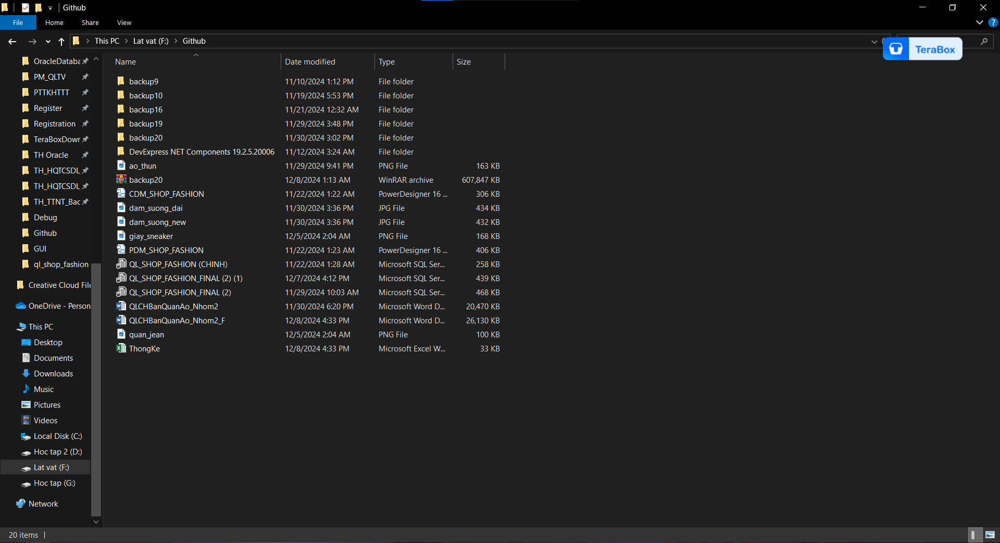 Github
File Home Share View
?
This PC Lat vat (F:) Github
TeraBox
Name Date modified Type Size
backup9 11/10/2024 1:12 PM File folder
backup10 11/19/2024 5:53 PM File folder
backup16 11/21/2024 12:32 AM File folder
backup19 11/29/2024 3:48 PM File folder
backup20 11/30/2024 3:02 PM File folder
DevExpress NET Components 19.2.5.20006 11/12/2024 3:24 AM File folder
ao_thun 11/29/2024 9:41 PM PNG File 163 KB
backup20 12/8/2024 1:13 AM WinRAR archive 607,847 KB
CDM_SHOP_FASHION 11/22/2024 1:22 AM PowerDesigner 16 ... 306 KB
dam_suong_dai 11/30/2024 3:36 PM JPG File 434 KB
dam_suong_new 11/30/2024 3:36 PM JPG File 432 KB
giay_sneaker 12/5/2024 2:04 AM PNG File 168 KB
PDM_SHOP_FASHION 11/22/2024 1:23 AM PowerDesigner 16 ... 406 KB
QL_SHOP_FASHION (CHINH) 11/22/2024 1:28 AM Microsoft SQL Ser... 258 KB
QL_SHOP_FASHION_FINAL (2) (1) 12/7/2024 4:12 PM Microsoft SQL Ser... 439 KB
QL_SHOP_FASHION_FINAL (2) 11/29/2024 10:03 AM Microsoft SQL Ser... 468 KB
QLCHBanQuanAo_Nhom2 11/30/2024 6:20 PM Microsoft Word D... 20,470 KB
QLCHBanQuanAo_Nhom2_F 12/8/2024 4:33 PM Microsoft Word D... 26,130 KB
quan_jean 12/5/2024 2:04 AM PNG File 100 KB
ThongKe 12/8/2024 4:33 PM Microsoft Excel W... 33 KB
OracleDataba
PM_QLTV
PTTKHTTT
Register
Registration
TeraBoxDowr
TH Oracle
TH_HQTCSDL_
TH_HQTCSDL_
TH_TTNT_Bac
Debug
Github
GUI
ql_shop_fashion
Creative Cloud File
OneDrive - Person
This PC
Desktop
Documents
Downloads
Music
Pictures
Videos
Local Disk (C:)
Hoc tap 2 (D:)
Lat vat (F:)
Hoc tap (G:)
Network
20 items